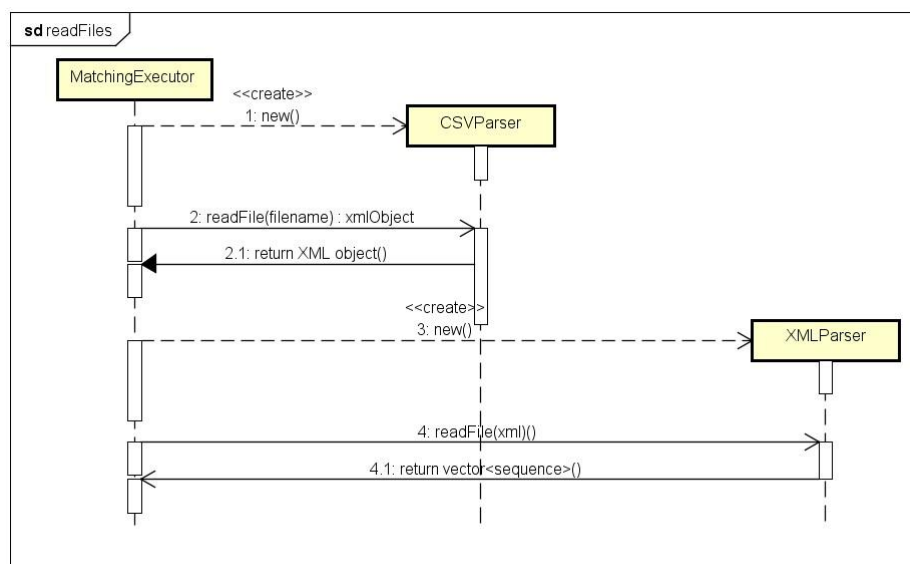 sd readFiles
MatchingExecutor
<<create>>
1: new()
CSVParser
2: readFile(filename) : xmlObject
2.1: return XML object()
<<create>>
3: new()
XMLParser
4: readFile(xml)()
4.1: return vector<sequence>()